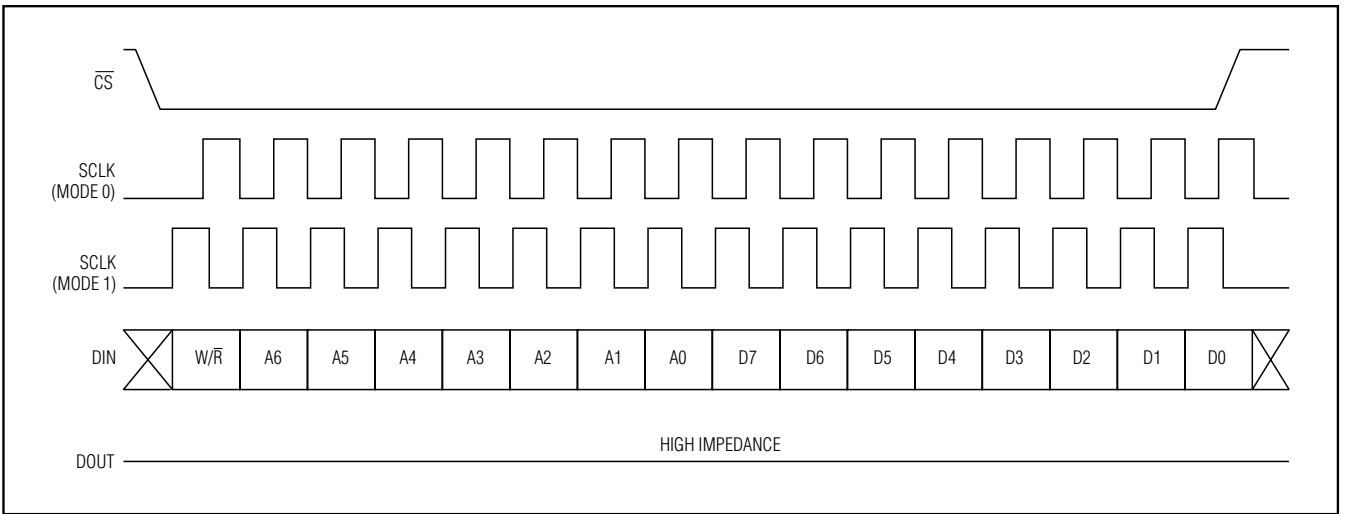 C̅S̅
SCLK
(MODE 0)
SCLK
(MODE 1)
DIN W/R̅ A6 A5 A4 A3 A2 A1 A0 D7 D6 D5 D4 D3 D2 D1 D0
HIGH IMPEDANCE
DOUT